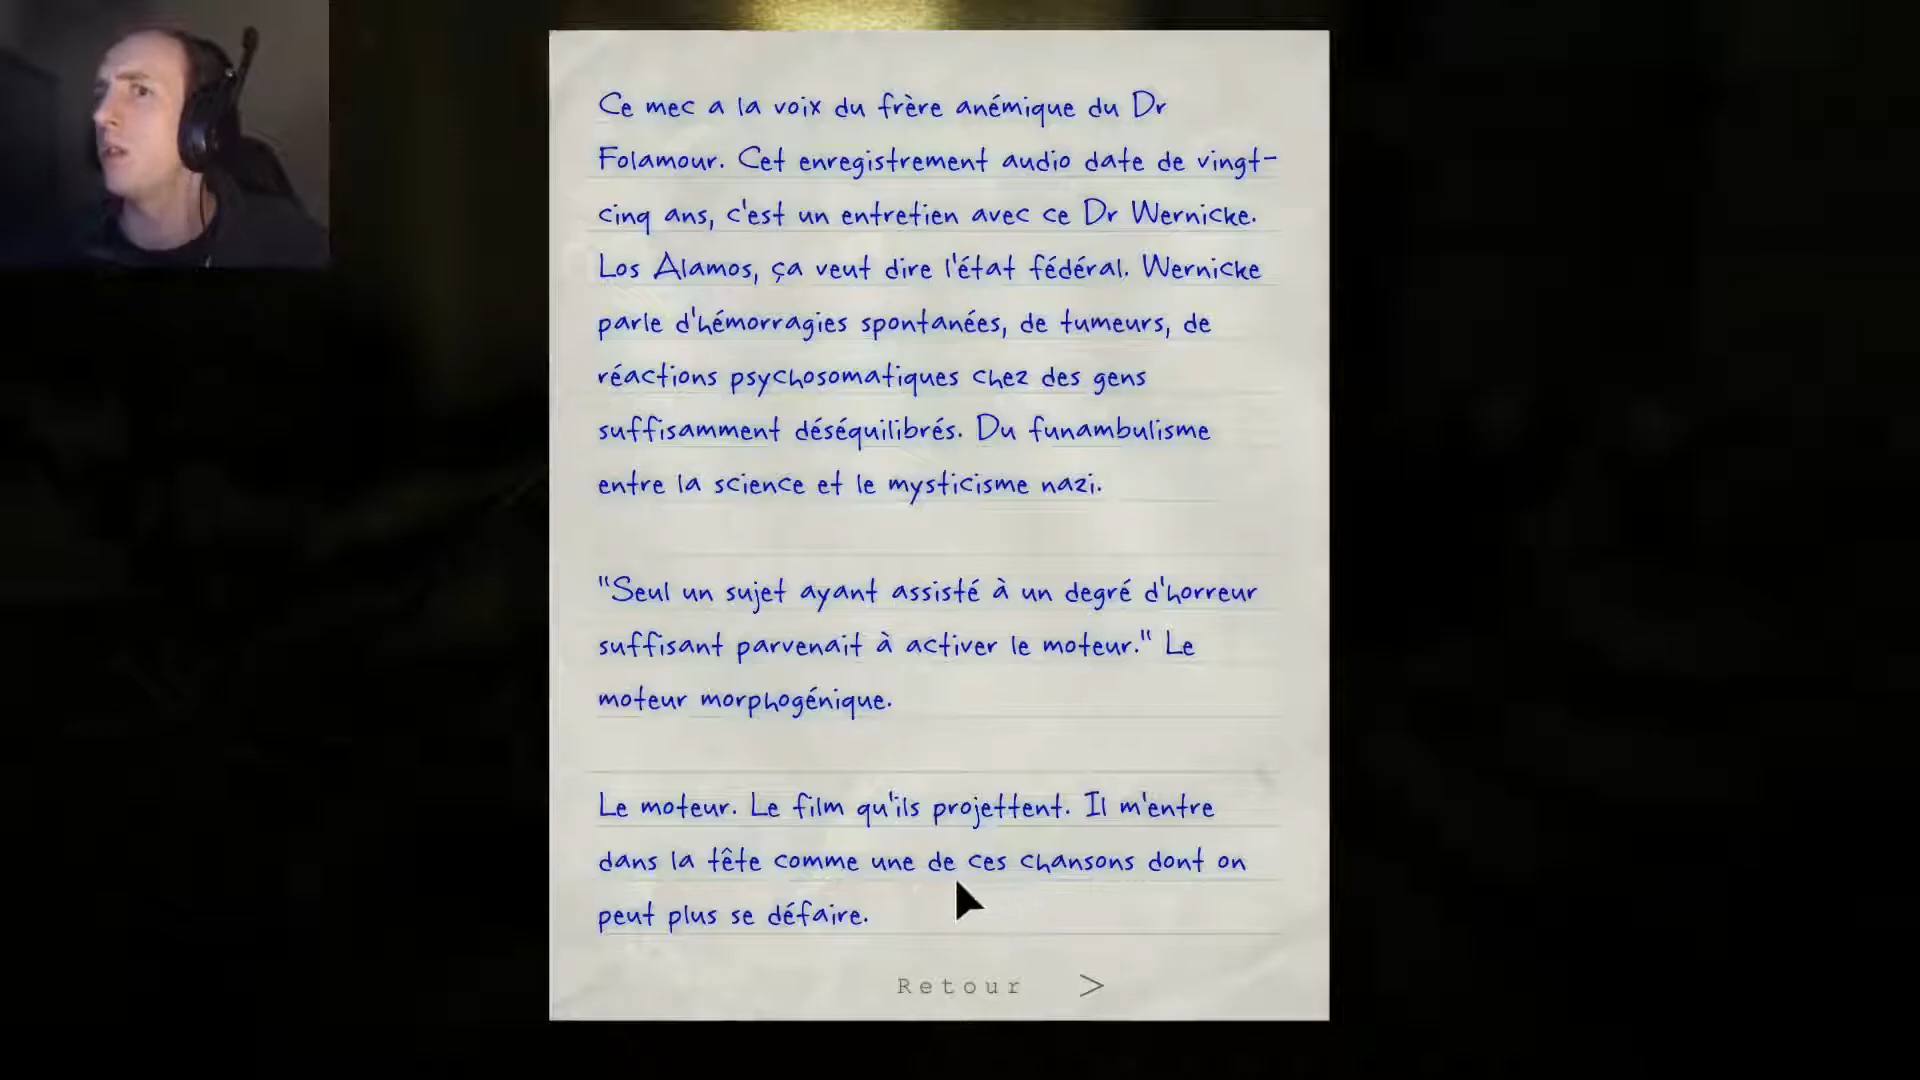 Ce mec a la voix du frère anémique du Dr
Folamour. Cet enregistrement audio date de vingt-
cinq ans, c'est un entretien avec ce Dr Wernicke.
Los Alamos, ça veut dire l'état fédéral. Wernicke
parle d'hémorragies spontanées, de tumeurs, de
réactions psychosomatiques chez des gens
suffisamment déséquilibrés. Du funambulisme
entre la science et le mysticisme nazi.
"Seul un sujet ayant assisté à un degré d'horreur
suffisant parvenait à activer le moteur." Le
moteur morphogénique.
Le moteur. Le film qu'ils projettent. Il m'entre
dans la tête comme une de ces chansons dont on
peut plus se défaire.
Retour >